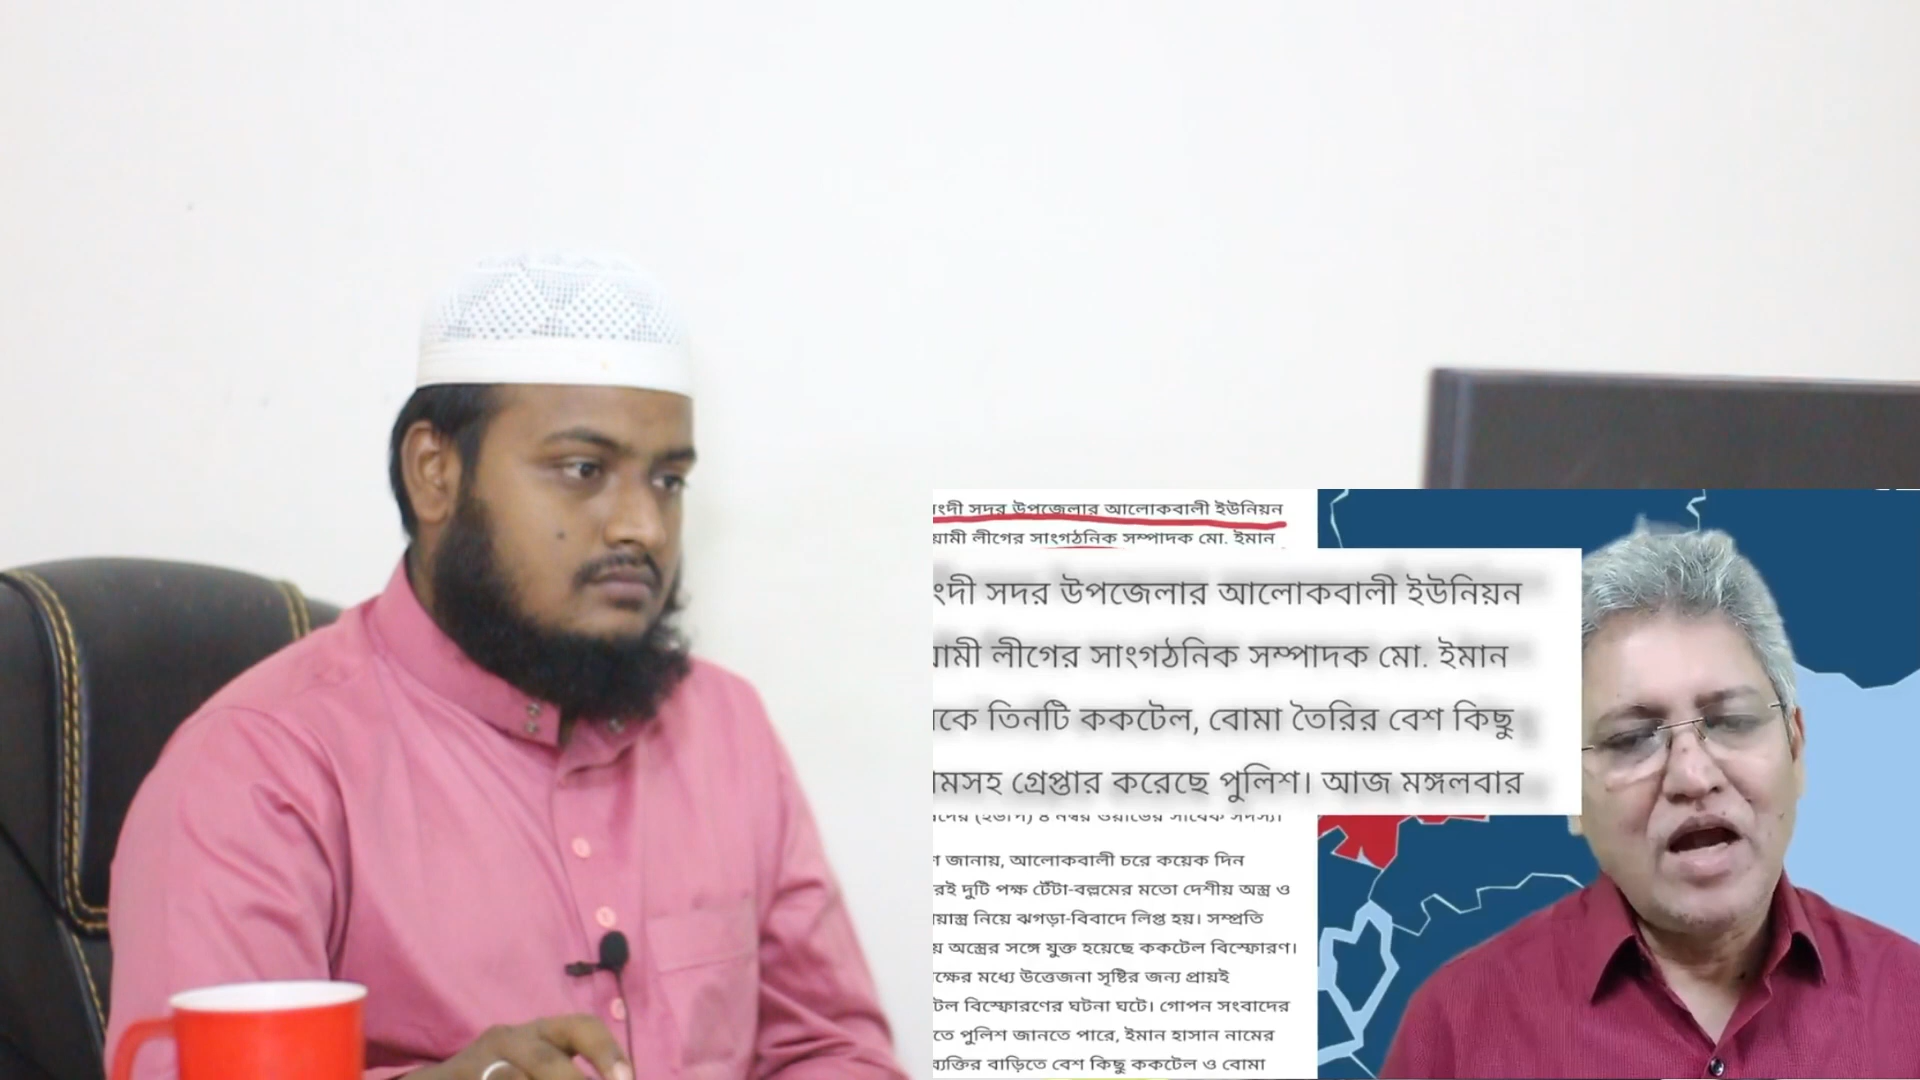 ংদী সদর উপজেলার আলোকবালী ইউনিয়ন
য়ামী লীগের সাংগঠনিক সম্পাদক মো. ইমান
ংদী সদর উপজেলার আলোকবালী ইউনিয়ন
য়ামী লীগের সাংগঠনিক সম্পাদক মো. ইমান
কে তিনটি ককটেল, বোমা তৈরির বেশ কিছু
মসহ গ্রেপ্তার করেছে পুলিশ। আজ মঙ্গলবার
জানায়, আলোকবালী চরে কয়েক দিন
রই দুটি পক্ষ টেঁটা-বল্লমের মতো দেশীয় অস্ত্র ও
য়াস্ত্র নিয়ে ঝগড়া-বিবাদে লিপ্ত হয়। সম্প্রতি
য় অস্ত্রের সঙ্গে যুক্ত হয়েছে ককটেল বিস্ফোরণ।
ক্ষের মধ্যে উত্তেজনা সৃষ্টির জন্য প্রায়ই
টেল বিস্ফোরণের ঘটনা ঘটে। গোপন সংবাদের
তে পুলিশ জানতে পারে, ইমান হাসান নামের
ব্যক্তির বাড়িতে বেশ কিছু ককটেল ও বোমা